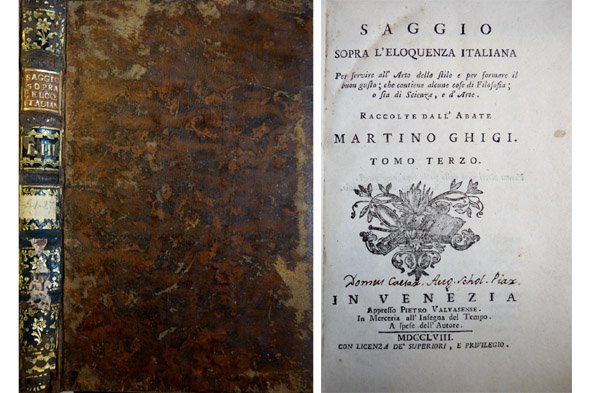 SAGGIO
SOPRA
L'ELOQ
ITALIAN
T. III
SAGGIO
SOPRA L'ELOQUENZA ITALIANA
Per servire all' Arte dello stile e per formare il
buon gusto; che contiene alcune cose di Filosofia;
o sia di Scienze, e d'Arte.
RACCOLTE DALL' ABATE
MARTINO GHIGI.
TOMO TERZO.
Domus Caesar. Aug. Schol. Piar.
IN VENEZIA
Appresso PIETRO VALVASENSE.
In Merceria all' Insegna del Tempo.
A spese dell' Autore.
MDCCLVIII.
CON LICENZA DE' SUPERIORI, E PRIVILEGIO.